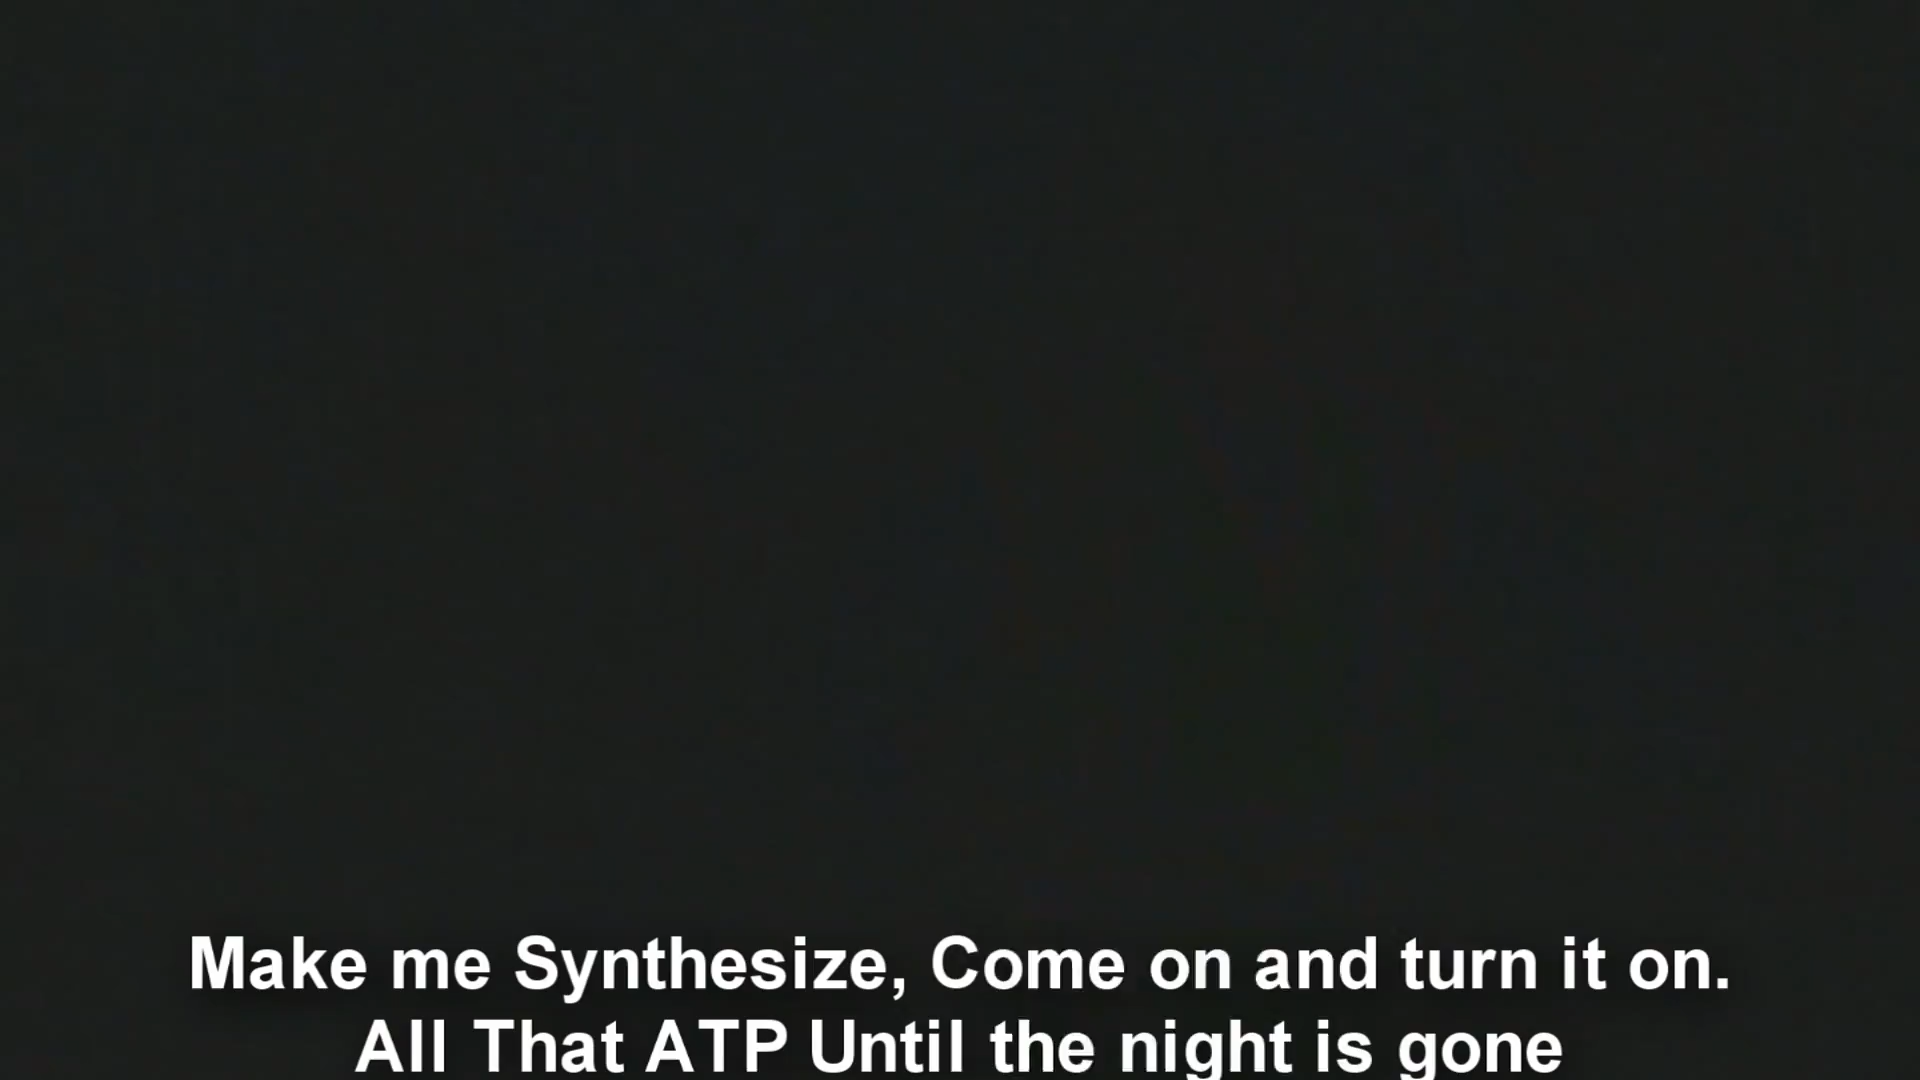 Make me Synthesize, Come on and turn it on.
All That ATP Until the night is gone